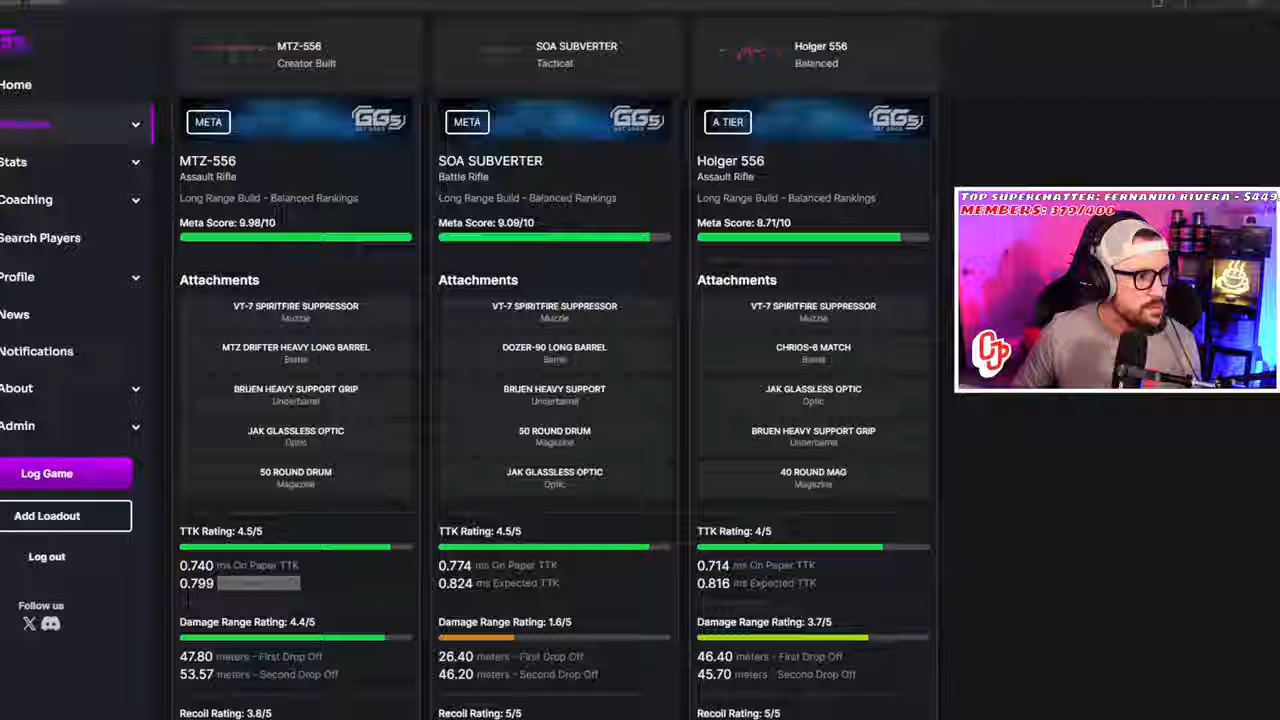 MTZ-556
Creator Built
SOA SUBVERTER
Tactical
Holger 556
Balanced
Home
Stats
Coaching
Search Players
Profile
News
Notifications
About
Admin
Log Game
Add Loadout
Log out
Follow us
META
GGs
MTZ-556
Assault Rifle
Long Range Build - Balanced Rankings
Meta Score: 9.98/10
Attachments
VT-7 SPIRITFIRE SUPPRESSOR
Muzzle
MTZ DRIFTER HEAVY LONG BARREL
Barrel
BRUEN HEAVY SUPPORT GRIP
Underbarrel
JAK GLASSLESS OPTIC
Optic
50 ROUND DRUM
Magazine
TTK Rating: 4.5/5
0.740 ms On Paper TTK
0.799
Damage Range Rating: 4.4/5
47.80 meters - First Drop Off
53.57 meters - Second Drop Off
Recoil Rating: 3.8/5
META
GGs
SOA SUBVERTER
Battle Rifle
Long Range Build - Balanced Rankings
Meta Score: 9.09/10
Attachments
VT-7 SPIRITFIRE SUPPRESSOR
Muzzle
DOZER-90 LONG BARREL
Barrel
BRUEN HEAVY SUPPORT
Underbarrel
50 ROUND DRUM
Magazine
JAK GLASSLESS OPTIC
Optic
TTK Rating: 4.5/5
0.774 ms On Paper TTK
0.824 ms Expected TTK
Damage Range Rating: 1.6/5
26.40 meters - First Drop Off
46.20 meters - Second Drop Off
Recoil Rating: 5/5
A TIER
GGs
Holger 556
Assault Rifle
Long Range Build - Balanced Rankings
Meta Score: 8.71/10
Attachments
VT-7 SPIRITFIRE SUPPRESSOR
Muzzle
CHRIOS-6 MATCH
Barrel
JAK GLASSLESS OPTIC
Optic
BRUEN HEAVY SUPPORT GRIP
Underbarrel
40 ROUND MAG
Magazine
TTK Rating: 4/5
0.714 ms On Paper TTK
0.816 ms Expected TTK
Damage Range Rating: 3.7/5
46.40 meters - First Drop Off
45.70 meters - Second Drop Off
Recoil Rating: 5/5
TOP SUPERCHATTER: FERNANDO RIVERA - $449
MEMBERS: 379/400